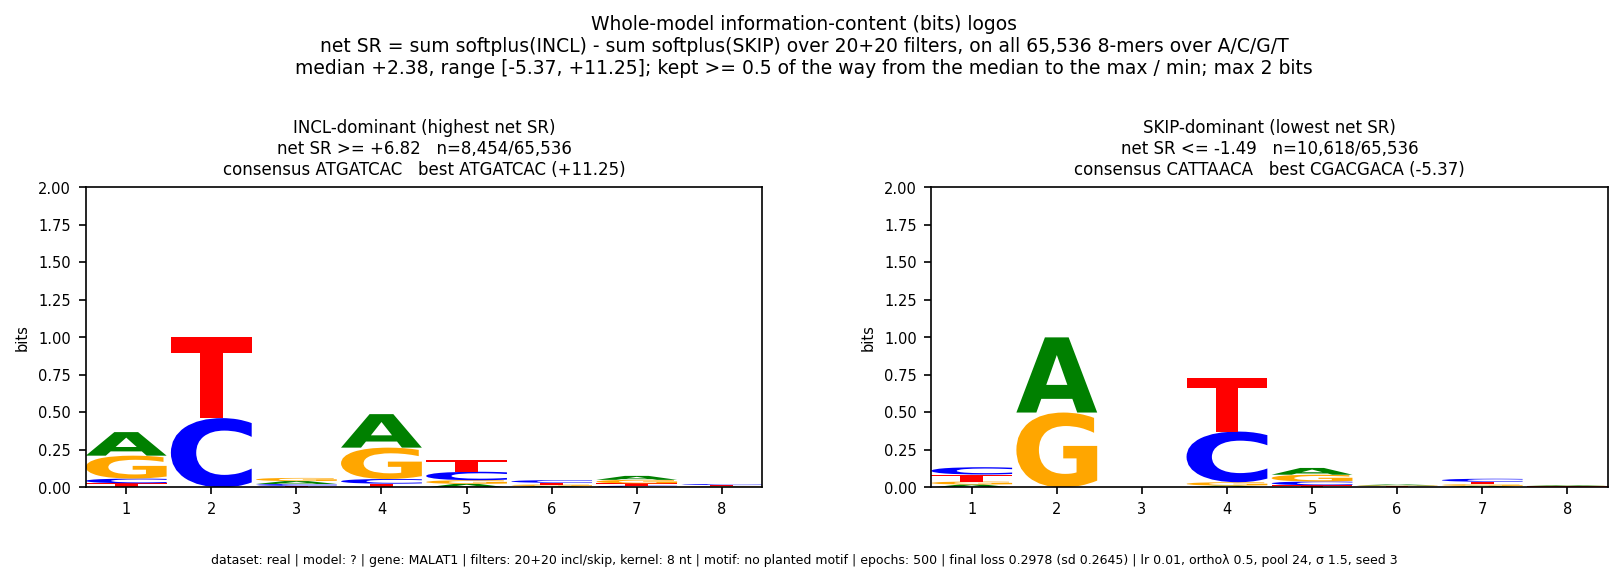 Whole-model information-content (bits) logos
net SR = sum softplus(INCL) - sum softplus(SKIP) over 20+20 filters, on all 65,536 8-mers over A/C/G/T
median +2.38, range [-5.37, +11.25]; kept >= 0.5 of the way from the median to the max / min; max 2 bits
INCL-dominant (highest net SR)
net SR >= +6.82   n=8,454/65,536
consensus ATGATCAC   best ATGATCAC (+11.25)
2.00
1.75
1.50
1.25
1.00
0.75
0.50
0.25
0.00
bits
1 2 3 4 5 6 7 8
SKIP-dominant (lowest net SR)
net SR <= -1.49   n=10,618/65,536
consensus CATTAACA   best CGACGACA (-5.37)
2.00
1.75
1.50
1.25
1.00
0.75
0.50
0.25
0.00
bits
1 2 3 4 5 6 7 8
dataset: real | model: ? | gene: MALAT1 | filters: 20+20 incl/skip, kernel: 8 nt | motif: no planted motif | epochs: 500 | final loss 0.2978 (sd 0.2645) | lr 0.01, orthoλ 0.5, pool 24, σ 1.5, seed 3